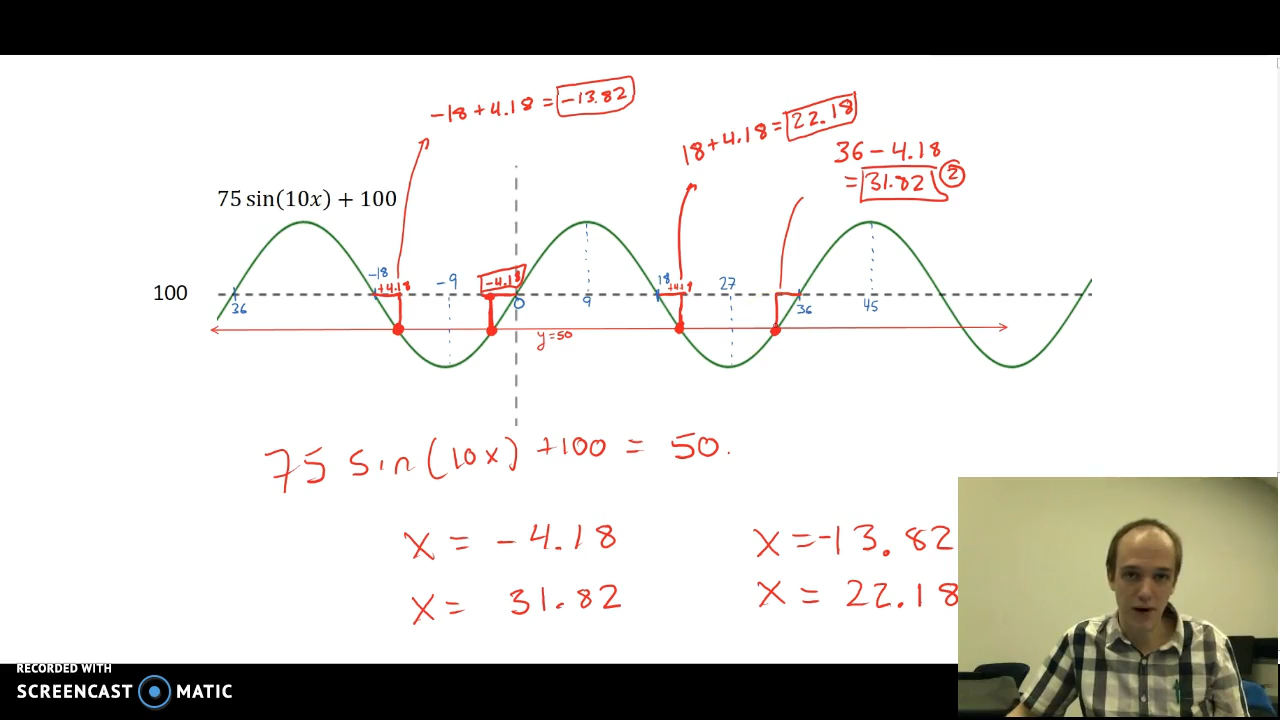 -18 + 4.18 = -13.82
18 + 4.18 = 22.18
36 - 4.18
= 31.82 2
75 sin(10x) + 100
-18
+4.18
-9
-4.18
18
+4.18
27
100
36
0
9
36
45
y=50
75 sin(10x) +100 = 50.
x = -4.18 x = -13.82
x = 31.82 x = 22.18
RECORDED WITH
SCREENCAST MATIC